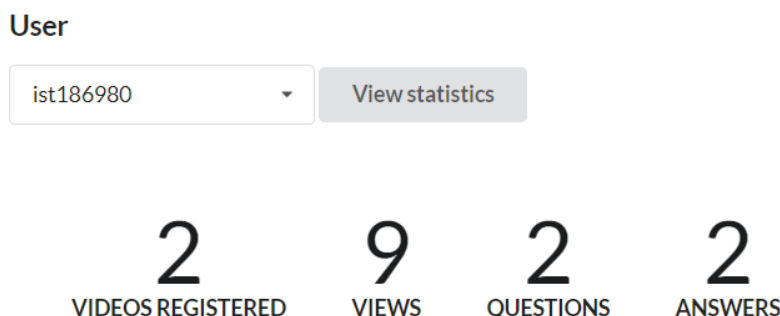 User
ist186980 View statistics
2 9 2 2
VIDEOS REGISTERED VIEWS QUESTIONS ANSWERS